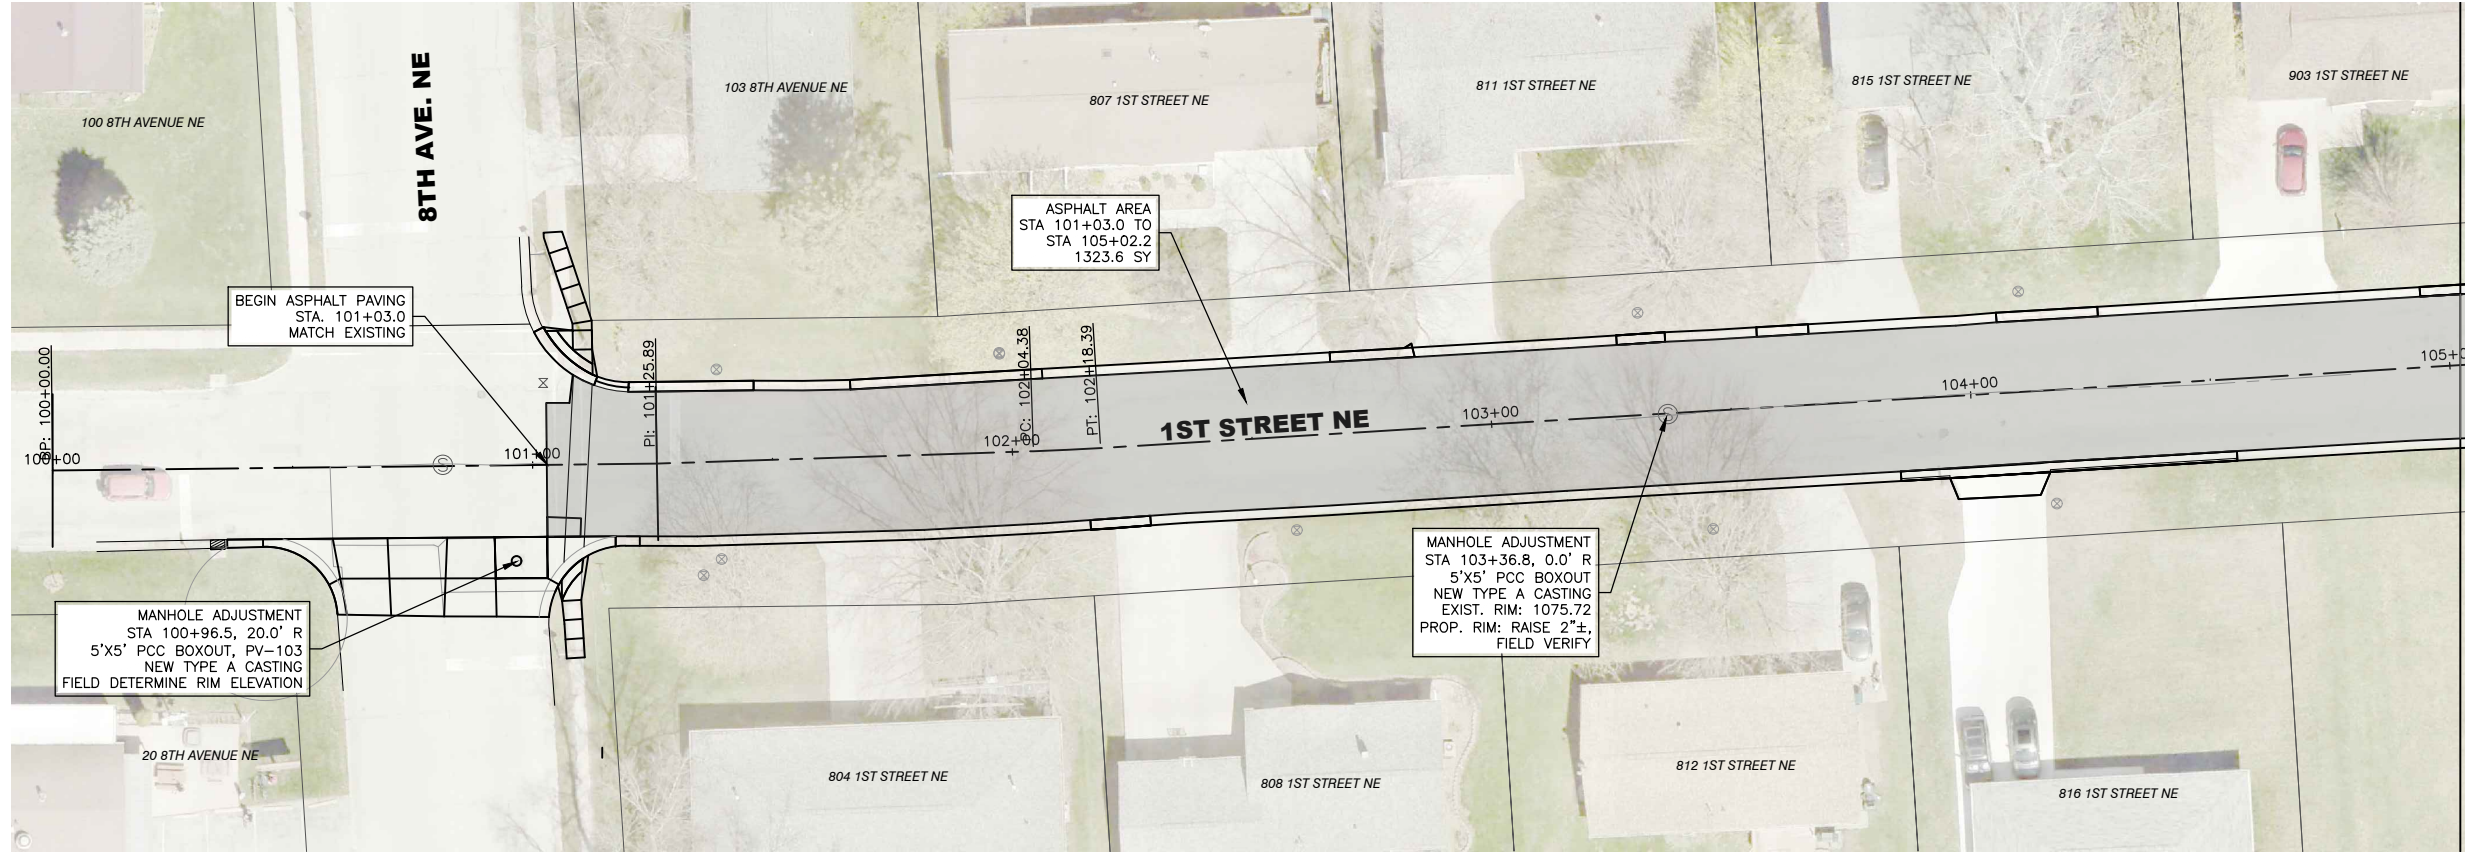 8TH AVE. NE
100 8TH AVENUE NE
103 8TH AVENUE NE
807 1ST STREET NE
811 1ST STREET NE
815 1ST STREET NE
903 1ST STREET NE
ASPHALT AREA
STA 101+03.0 TO
STA 105+02.2
1323.6 SY
BEGIN ASPHALT PAVING
STA. 101+03.0
MATCH EXISTING
BP: 100+00.00
100+00
101+00
PI: 101+25.89
PC: 102+04.38
102+00
PT: 102+18.39
1ST STREET NE
103+00
S
S
104+00
105+0
MANHOLE ADJUSTMENT
STA 100+96.5, 20.0' R
5'X5' PCC BOXOUT, PV-103
NEW TYPE A CASTING
FIELD DETERMINE RIM ELEVATION
MANHOLE ADJUSTMENT
STA 103+36.8, 0.0' R
5'X5' PCC BOXOUT
NEW TYPE A CASTING
EXIST. RIM: 1075.72
PROP. RIM: RAISE 2"±,
FIELD VERIFY
20 8TH AVENUE NE
804 1ST STREET NE
808 1ST STREET NE
812 1ST STREET NE
816 1ST STREET NE